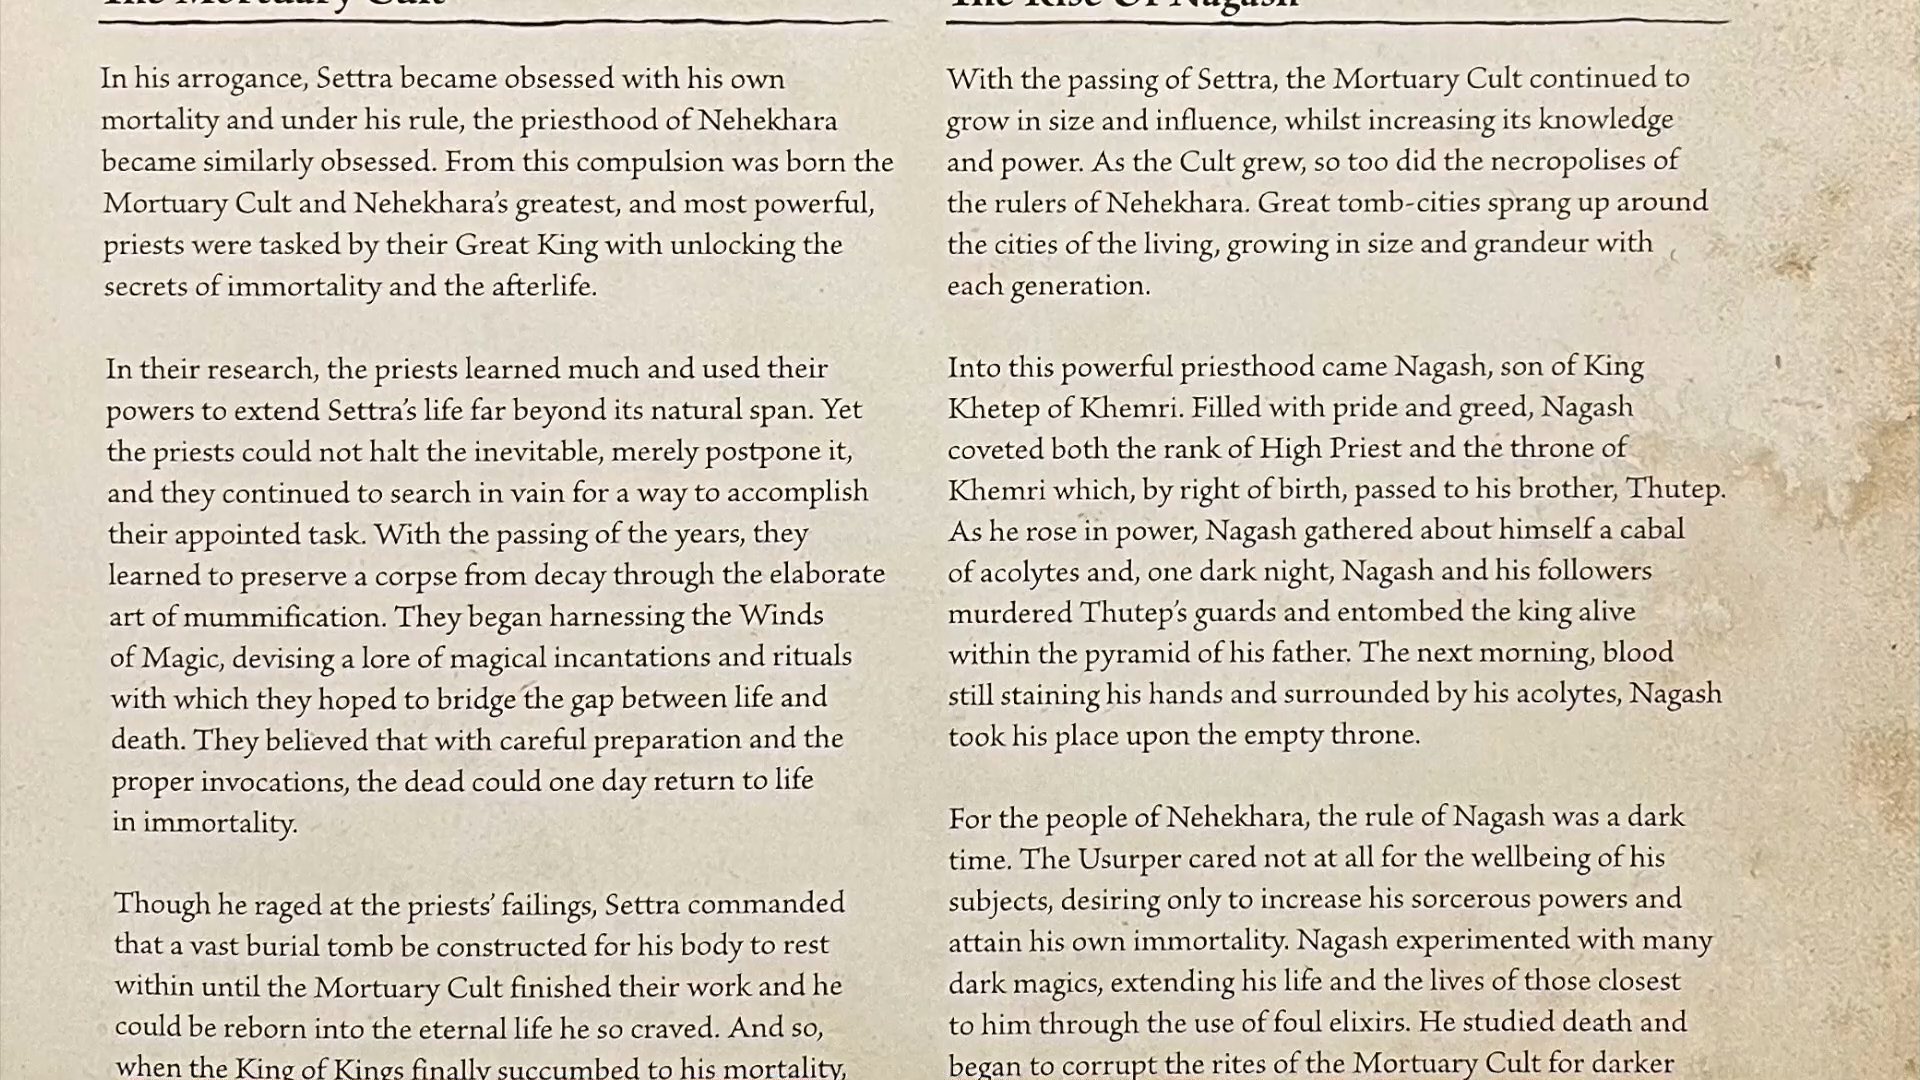 The Mortuary Cult
In his arrogance, Settra became obsessed with his own
mortality and under his rule, the priesthood of Nehekhara
became similarly obsessed. From this compulsion was born the
Mortuary Cult and Nehekhara's greatest, and most powerful,
priests were tasked by their Great King with unlocking the
secrets of immortality and the afterlife.
In their research, the priests learned much and used their
powers to extend Settra's life far beyond its natural span. Yet
the priests could not halt the inevitable, merely postpone it,
and they continued to search in vain for a way to accomplish
their appointed task. With the passing of the years, they
learned to preserve a corpse from decay through the elaborate
art of mummification. They began harnessing the Winds
of Magic, devising a lore of magical incantations and rituals
with which they hoped to bridge the gap between life and
death. They believed that with careful preparation and the
proper invocations, the dead could one day return to life
in immortality.
Though he raged at the priests' failings, Settra commanded
that a vast burial tomb be constructed for his body to rest
within until the Mortuary Cult finished their work and he
could be reborn into the eternal life he so craved. And so,
when the King of Kings finally succumbed to his mortality,
The Rise Of Nagash
With the passing of Settra, the Mortuary Cult continued to
grow in size and influence, whilst increasing its knowledge
and power. As the Cult grew, so too did the necropolises of
the rulers of Nehekhara. Great tomb-cities sprang up around
the cities of the living, growing in size and grandeur with
each generation.
Into this powerful priesthood came Nagash, son of King
Khetep of Khemri. Filled with pride and greed, Nagash
coveted both the rank of High Priest and the throne of
Khemri which, by right of birth, passed to his brother, Thutep.
As he rose in power, Nagash gathered about himself a cabal
of acolytes and, one dark night, Nagash and his followers
murdered Thutep's guards and entombed the king alive
within the pyramid of his father. The next morning, blood
still staining his hands and surrounded by his acolytes, Nagash
took his place upon the empty throne.
For the people of Nehekhara, the rule of Nagash was a dark
time. The Usurper cared not at all for the wellbeing of his
subjects, desiring only to increase his sorcerous powers and
attain his own immortality. Nagash experimented with many
dark magics, extending his life and the lives of those closest
to him through the use of foul elixirs. He studied death and
began to corrupt the rites of the Mortuary Cult for darker